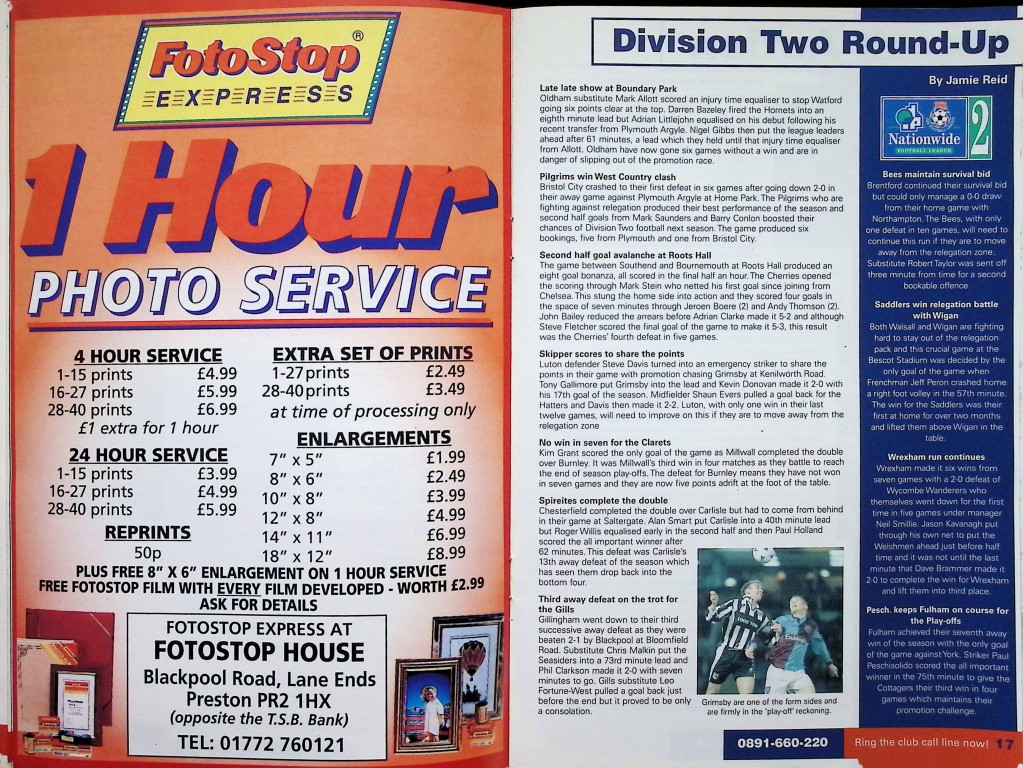 FotoStop®
EXPRESS
1 Hour
PHOTO SERVICE
4 HOUR SERVICE
1-15 prints £4.99
16-27 prints £5.99
28-40 prints £6.99
£1 extra for 1 hour
24 HOUR SERVICE
1-15 prints £3.99
16-27 prints £4.99
28-40 prints £5.99
REPRINTS
50p
EXTRA SET OF PRINTS
1-27 prints £2.49
28-40 prints £3.49
at time of processing only
ENLARGEMENTS
7” x 5” £1.99
8” x 6” £2.49
10” x 8” £3.99
12” x 8” £4.99
14” x 11” £6.99
18” x 12” £8.99
PLUS FREE 8” X 6” ENLARGEMENT ON 1 HOUR SERVICE
FREE FOTOSTOP FILM WITH EVERY FILM DEVELOPED - WORTH £2.99
ASK FOR DETAILS
FOTOSTOP EXPRESS AT
FOTOSTOP HOUSE
Blackpool Road, Lane Ends
Preston PR2 1HX
(opposite the T.S.B. Bank)
TEL: 01772 760121
Division Two Round-Up
Late late show at Boundary Park
Oldham substitute Mark Allott scored an injury time equaliser to stop Watford
going six points clear at the top. Darren Bazeley fired the Hornets into an
eighth minute lead but Adrian Littlejohn equalised on his debut following his
recent transfer from Plymouth Argyle. Nigel Gibbs then put the league leaders
ahead after 61 minutes, a lead which they held until that injury time equaliser
from Allott. Oldham have now gone six games without a win and are in
danger of slipping out of the promotion race.
Pilgrims win West Country clash
Bristol City crashed to their first defeat in six games after going down 2-0 in
their away game against Plymouth Argyle at Home Park. The Pilgrims who are
fighting against relegation produced their best performance of the season and
second half goals from Mark Saunders and Barry Conlon boosted their
chances of Division Two football next season. The game produced six
bookings, five from Plymouth and one from Bristol City.
Second half goal avalanche at Roots Hall
The game between Southend and Bournemouth at Roots Hall produced an
eight goal bonanza, all scored in the final half an hour. The Cherries opened
the scoring through Mark Stein who netted his first goal since joining from
Chelsea. This stung the home side into action and they scored four goals in
the space of seven minutes through Jeroen Boere (2) and Andy Thomson (2).
John Bailey reduced the arrears before Adrian Clarke made it 5-2 and although
Steve Fletcher scored the final goal of the game to make it 5-3, this result
was the Cherries' fourth defeat in five games.
Skipper scores to share the points
Luton defender Steve Davis turned into an emergency striker to share the
points in their game with promotion chasing Grimsby at Kenilworth Road.
Tony Gallimore put Grimsby into the lead and Kevin Donovan made it 2-0 with
his 17th goal of the season. Midfielder Shaun Evers pulled a goal back for the
Hatters and Davis then made it 2-2. Luton, with only one win in their last
twelve games, will need to improve on this if they are to move away from the
relegation zone
No win in seven for the Clarets
Kim Grant scored the only goal of the game as Millwall completed the double
over Burnley. It was Millwall's third win in four matches as they battle to reach
the end of season play-offs. The defeat for Burnley means they have not won
in seven games and they are now five points adrift at the foot of the table.
Spireites complete the double
Chesterfield completed the double over Carlisle but had to come from behind
in their game at Saltergate. Alan Smart put Carlisle into a 40th minute lead
but Roger Willis equalised early in the second half and then Paul Holland
scored the all important winner after
62 minutes. This defeat was Carlisle's
13th away defeat of the season which
has seen them drop back into the
bottom four.
Third away defeat on the trot for
the Gills
Gillingham went down to their third
successive away defeat as they were
beaten 2-1 by Blackpool at Bloomfield
Road. Substitute Chris Malkin put the
Seasiders into a 73rd minute lead and
Phil Clarkson made it 2-0 with seven
minutes to go. Gills substitute Leo
Fortune-West pulled a goal back just
before the end but it proved to be only
a consolation.
Grimsby are one of the form sides and
are firmly in the 'play-off' reckoning.
By Jamie Reid
Nationwide
FOOTBALL LEAGUE
2
Bees maintain survival bid
Brentford continued their survival bid
but could only manage a 0-0 draw
from their home game with
Northampton. The Bees, with only
one defeat in ten games, will need to
continue this run if they are to move
away from the relegation zone.
Substitute Robert Taylor was sent off
three minute from time for a second
bookable offence
Saddlers win relegation battle
with Wigan
Both Walsall and Wigan are fighting
hard to stay out of the relegation
pack and this crucial game at the
Bescot Stadium was decided by the
only goal of the game when
Frenchman Jeff Peron crashed home
a right foot volley in the 57th minute.
The win for the Saddlers was their
first at home for over two months
and lifted them above Wigan in the
table.
Wrexham run continues
Wrexham made it six wins from
seven games with a 2-0 defeat of
Wycombe Wanderers who
themselves went down for the first
time in five games under manager
Neil Smillie. Jason Kavanagh put
through his own net to put the
Welshmen ahead just before half
time and it was not until the last
minute that Dave Brammer made it
2-0 to complete the win for Wrexham
and lift them into third place.
Pesch. keeps Fulham on course for
the Play-offs
Fulham achieved their seventh away
win of the season with the only goal
of the game against York. Striker Paul
Peschisolido scored the all important
winner in the 75th minute to give the
Cottagers their third win in four
games which maintains their
promotion challenge.
0891-660-220
Ring the club call line now! 17